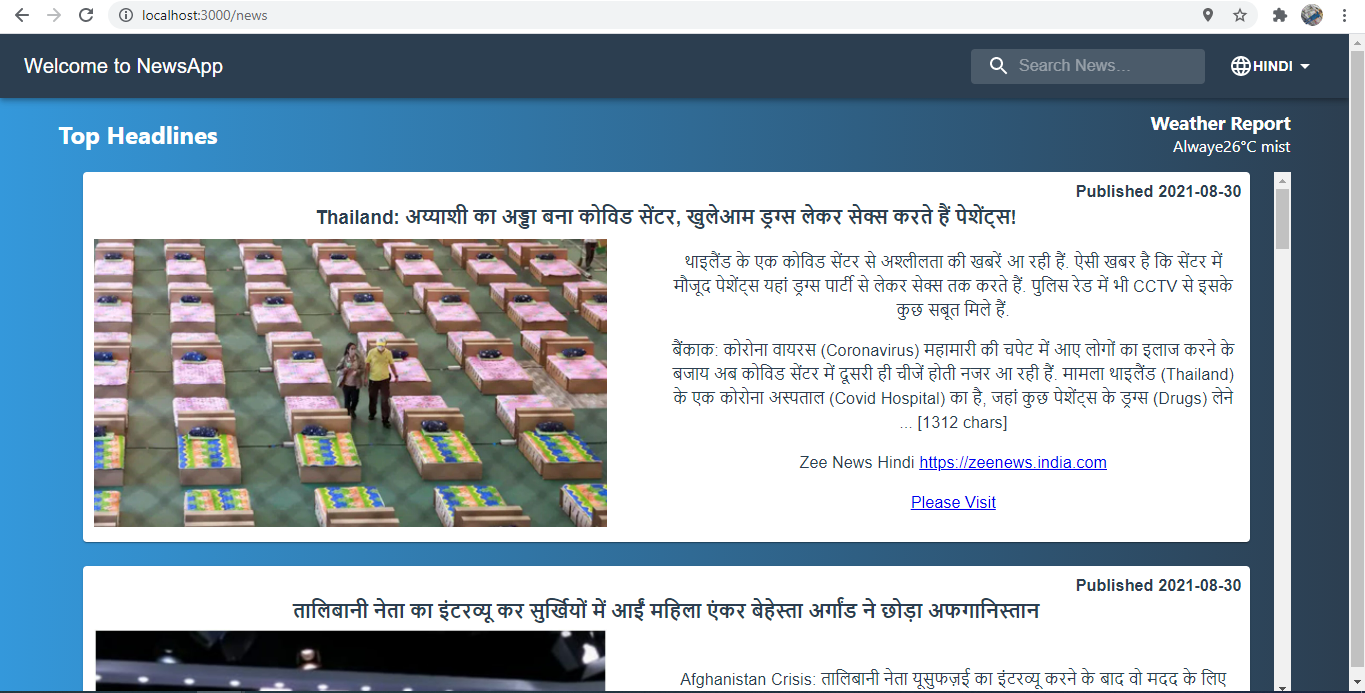 localhost:3000/news
Welcome to NewsApp
Search News...
HINDI
Top Headlines
Weather Report
Alwaye26°C mist
Published 2021-08-30
Thailand: अय्याशी का अड्डा बना कोविड सेंटर, खुलेआम ड्रग्स लेकर सेक्स करते हैं पेशेंट्स!
थाइलैंड के एक कोविड सेंटर से अश्लीलता की खबरें आ रही हैं. ऐसी खबर है कि सेंटर में
मौजूद पेशेंट्स यहां ड्रग्स पार्टी से लेकर सेक्स तक करते हैं. पुलिस रेड में भी CCTV से इसके
कुछ सबूत मिले हैं.
बैंकाक: कोरोना वायरस (Coronavirus) महामारी की चपेट में आए लोगों का इलाज करने के
बजाय अब कोविड सेंटर में दूसरी ही चीजें होती नजर आ रही हैं. मामला थाइलैंड (Thailand)
के एक कोरोना अस्पताल (Covid Hospital) का है, जहां कुछ पेशेंट्स के ड्रग्स (Drugs) लेने
... [1312 chars]
Zee News Hindi https://zeenews.india.com
Please Visit
Published 2021-08-30
तालिबानी नेता का इंटरव्यू कर सुर्खियों में आईं महिला एंकर बेहेस्ता अर्गांड ने छोड़ा अफगानिस्तान
Afghanistan Crisis: तालिबानी नेता यूसुफज़ई का इंटरव्यू करने के बाद वो मदद के लिए